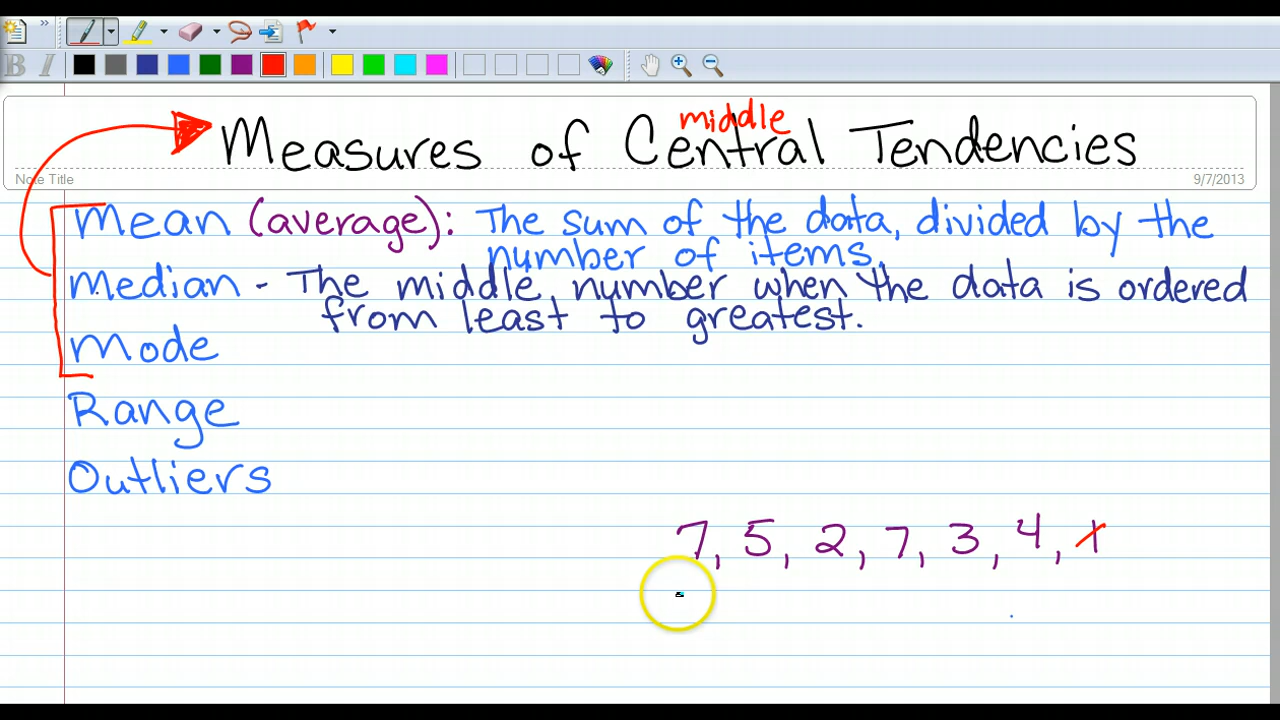 B I
middle
Measures of Central Tendencies
Note Title
9/7/2013
Mean (average): The sum of the data, divided by the
number of items.
Median - The middle, number when the data is ordered
from least to greatest.
Mode
Range
Outliers
7, 5, 2, 7, 3, 4, 1